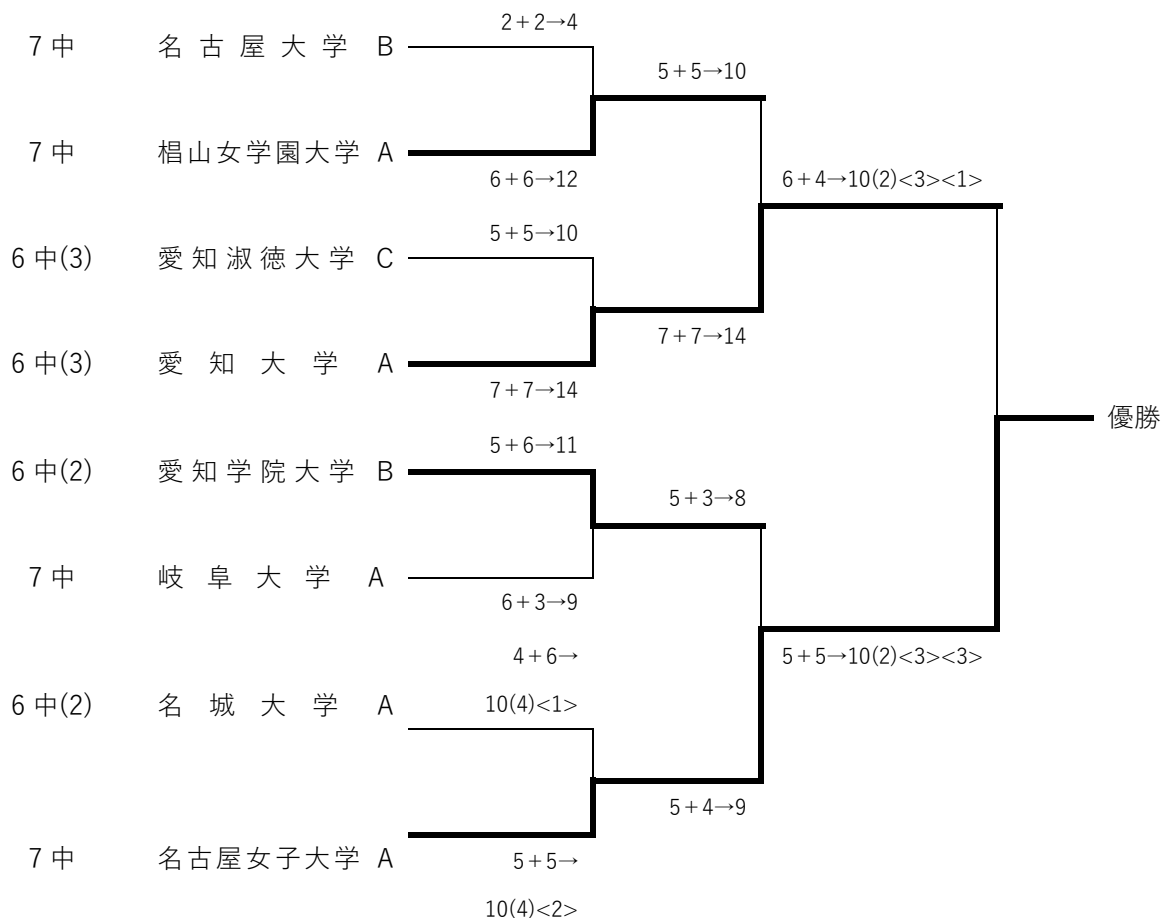 2+2→4
7中 名古屋大学 B
5+5→10
7中 椙山女学園大学 A
6+6→12
6+4→10(2)<3><1>
5+5→10
6中(3) 愛知淑徳大学 C
7+7→14
6中(3) 愛知大学 A
7+7→14
優勝
5+6→11
6中(2) 愛知学院大学 B
5+3→8
7中 岐阜大学 A
6+3→9
4+6→
5+5→10(2)<3><3>
10(4)<1>
6中(2) 名城大学 A
5+4→9
7中 名古屋女子大学 A
5+5→
10(4)<2>